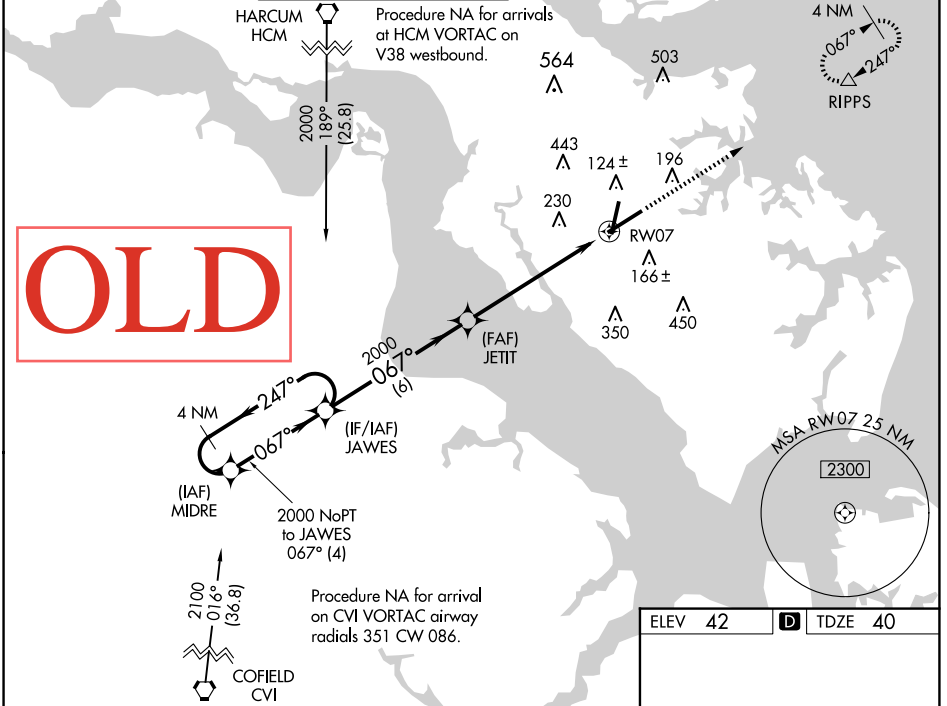 HARCUM
HCM
Procedure NA for arrivals
at HCM VORTAC on
V38 westbound.
4 NM
067°
247°
RIPPS
2000
189°
(25.8)
564
503
443
124±
196
230
RW07
166±
350
450
OLD
(FAF)
JETIT
2000
067°
(6)
4 NM
247°
067°
(IF/IAF)
JAWES
(IAF)
MIDRE
2000 NoPT
to JAWES
067° (4)
MSA RW07 25 NM
2300
2100
016°
(36.8)
Procedure NA for arrival
on CVI VORTAC airway
radials 351 CW 086.
COFIELD
CVI
ELEV 42 D TDZE 40